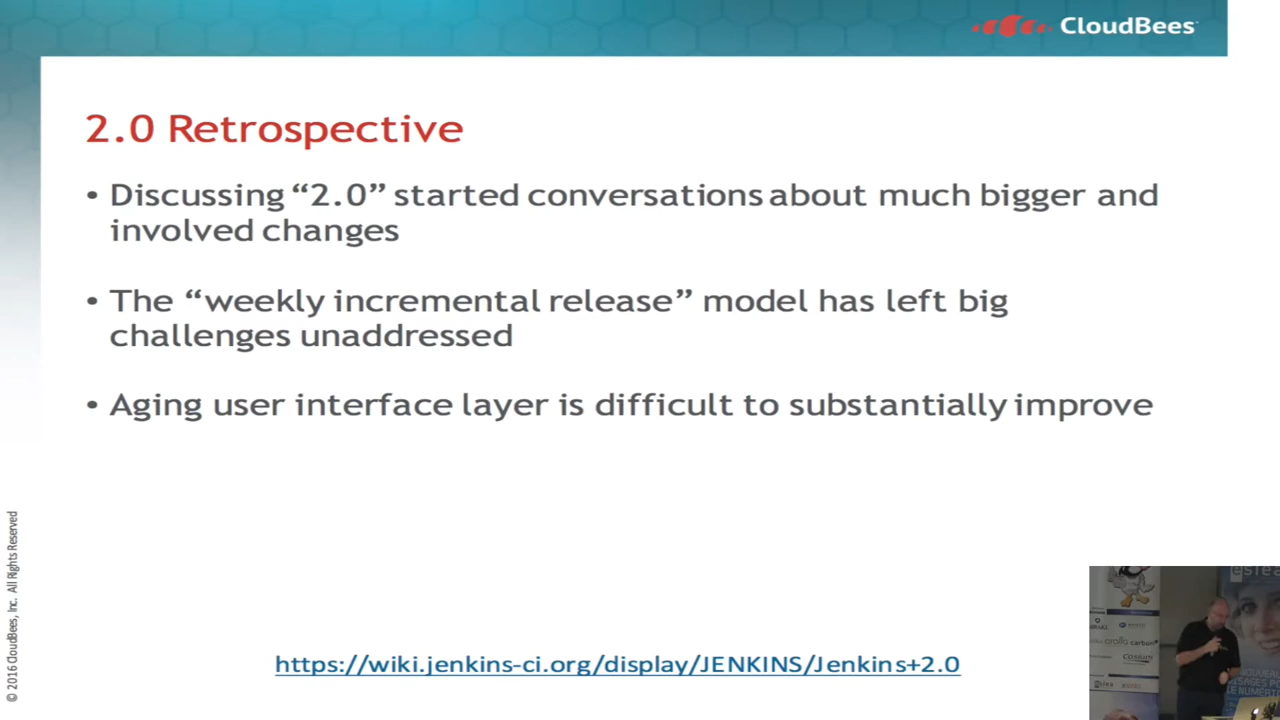 CloudBees
2.0 Retrospective
• Discussing “2.0” started conversations about much bigger and
involved changes
• The “weekly incremental release” model has left big
challenges unaddressed
• Aging user interface layer is difficult to substantially improve
https://wiki.jenkins-ci.org/display/JENKINS/Jenkins+2.0
© 2016 CloudBees, Inc. All Rights Reserved